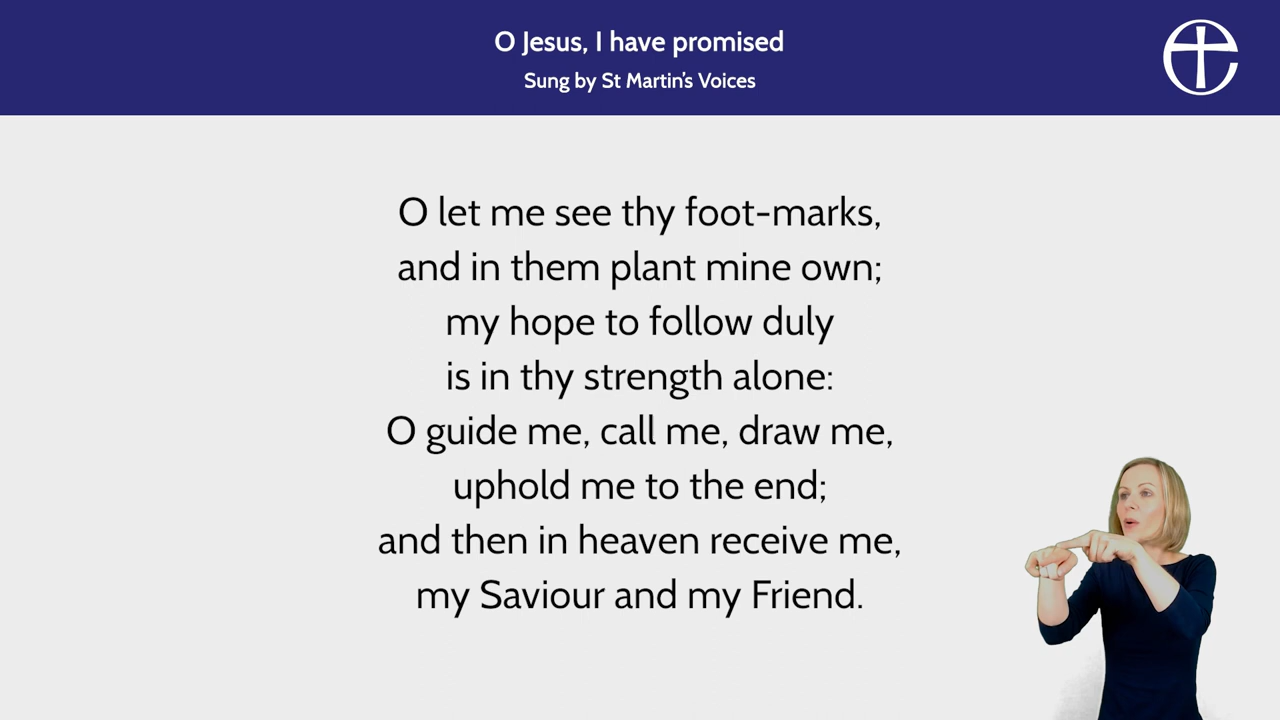 O Jesus, I have promised
Sung by St Martin's Voices
O let me see thy foot-marks,
and in them plant mine own;
my hope to follow duly
is in thy strength alone:
O guide me, call me, draw me,
uphold me to the end;
and then in heaven receive me,
my Saviour and my Friend.